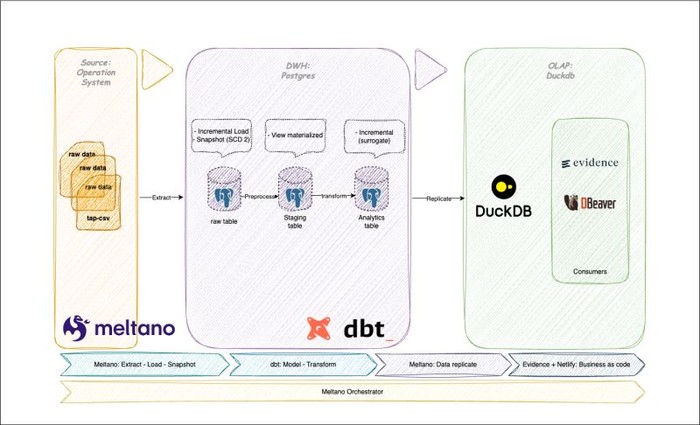 Source:
Operation
System
DWH:
Postgres
OLAP:
Duckdb
raw data
raw data
raw data
tap-csv
Extract
- Incremental Load
- Snapshot (SCD 2)
- View materialized
- Incremental
(surrogate)
raw table
Preprocess
Staging
table
transform
Analytics
table
Replicate
DuckDB
evidence
DBeaver
Consumers
meltano
dbt_
Meltano: Extract - Load - Snapshot
dbt: Model - Transform
Meltano: Data replicate
Evidence + Netlify: Business as code
Meltano Orchestrator